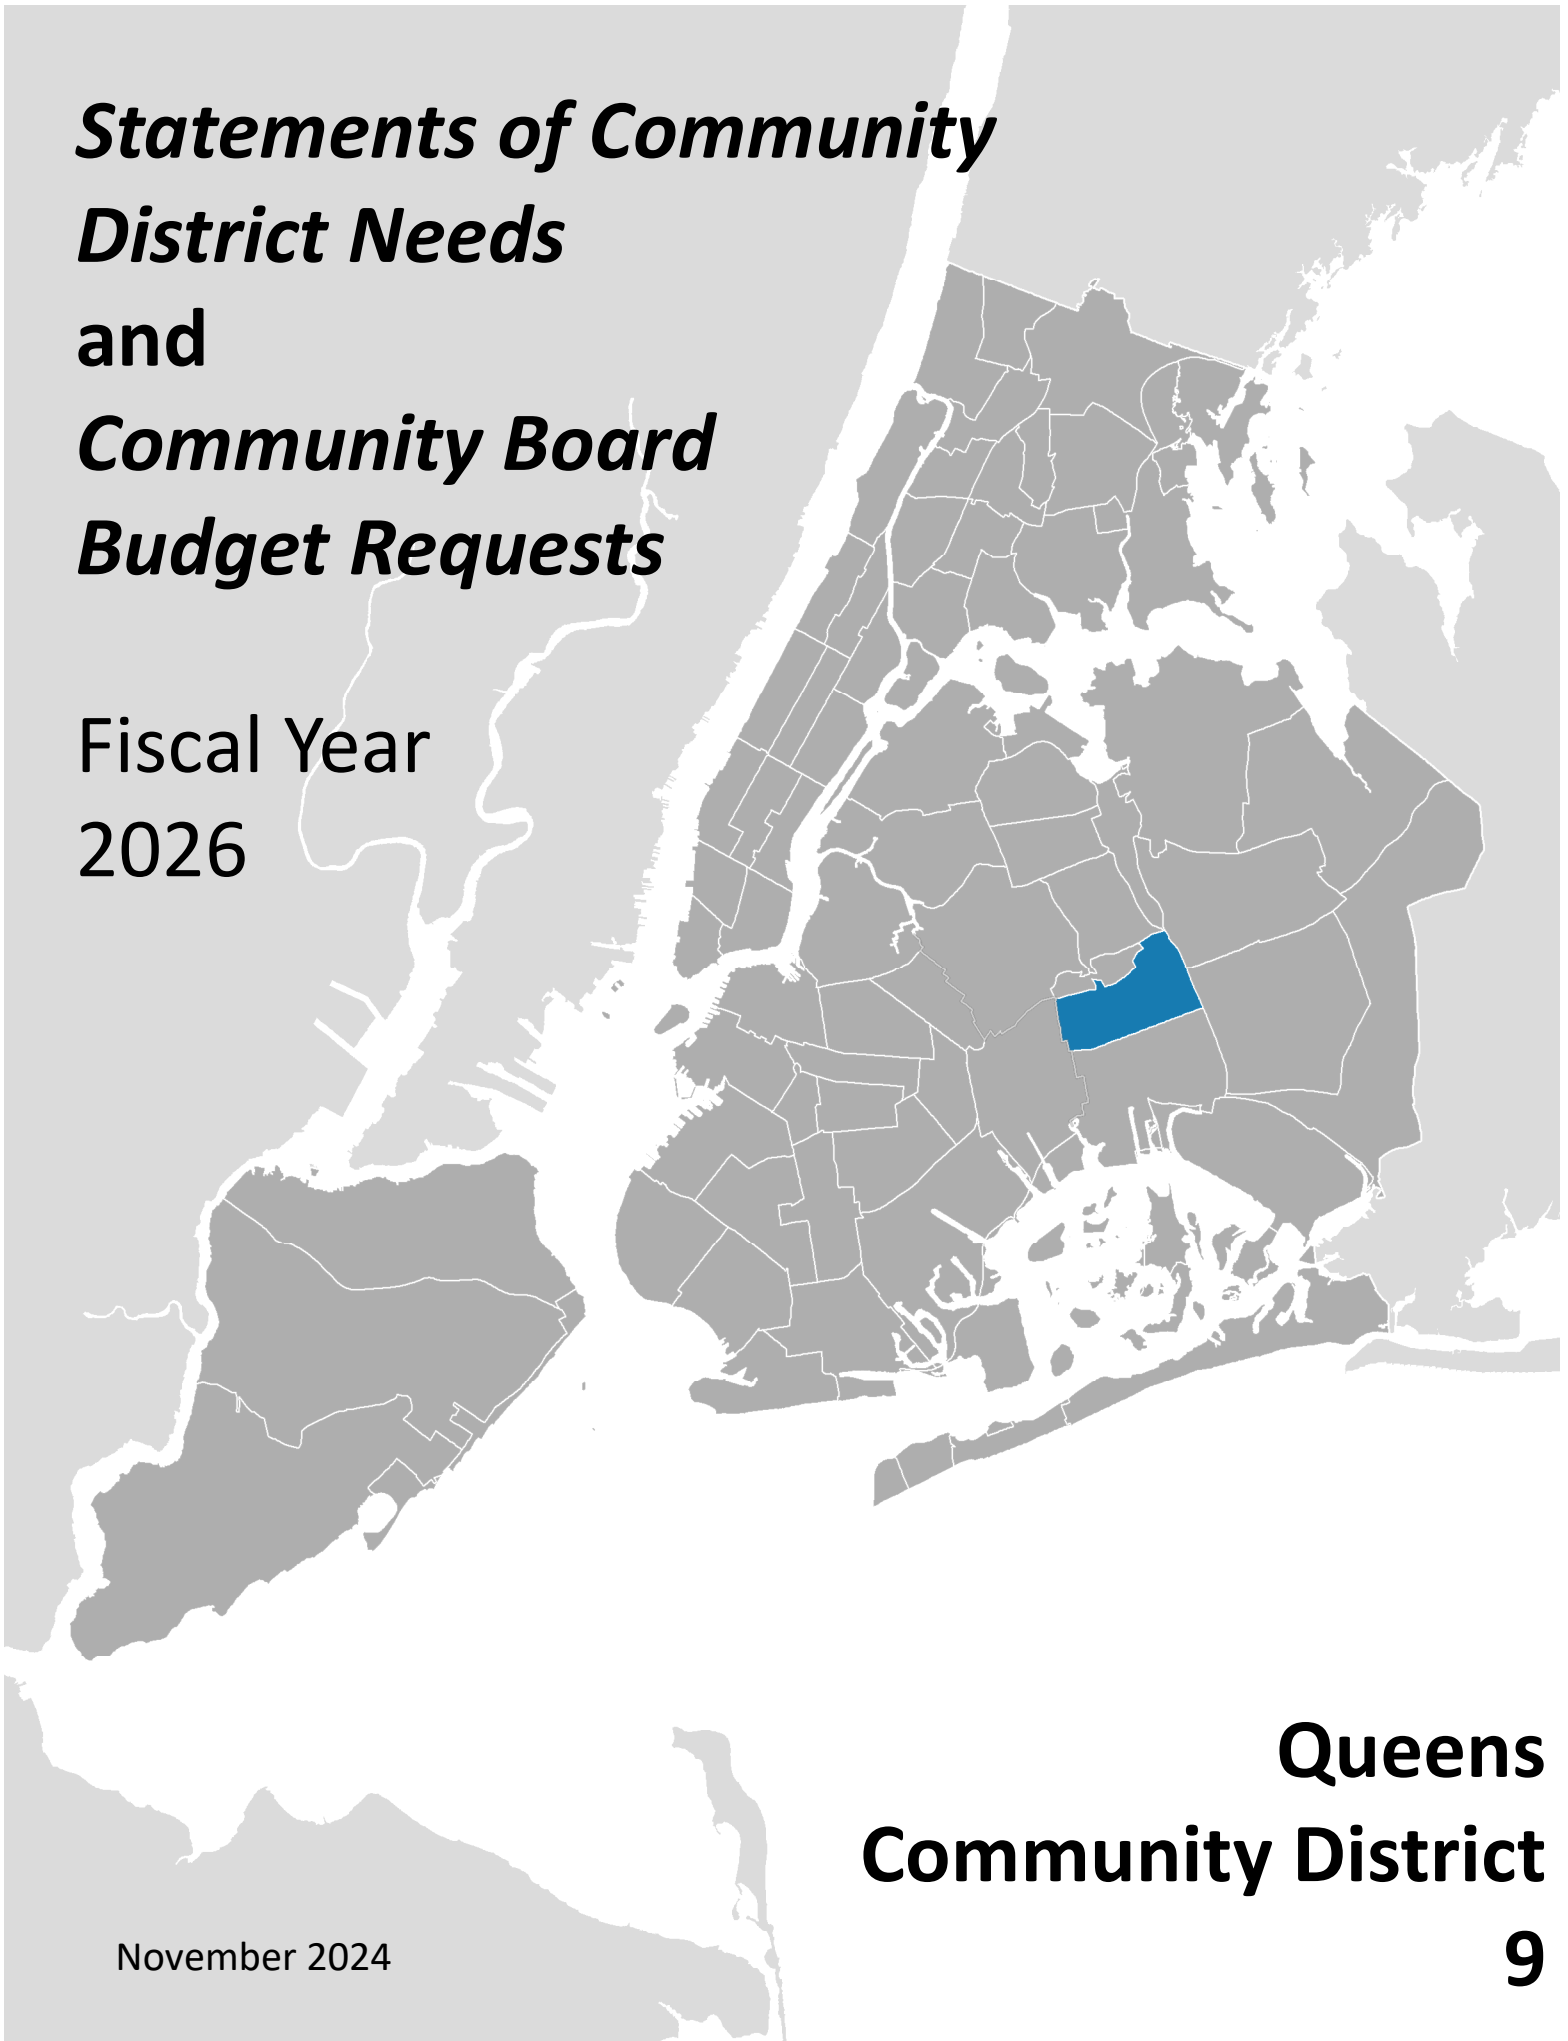 Statements of Community
District Needs
and
Community Board
Budget Requests
Fiscal Year
2026
Queens
Community District
9
November 2024